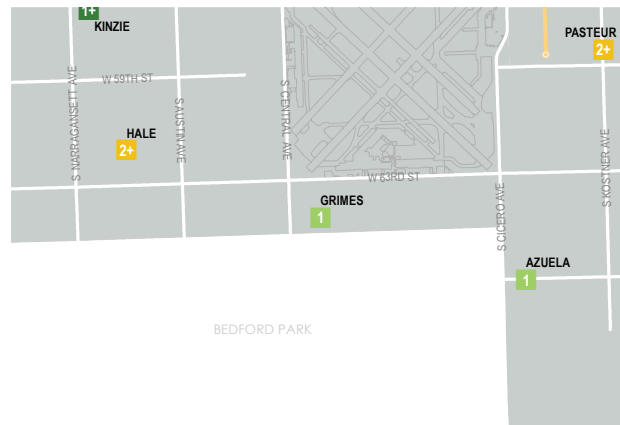 1+
KINZIE
PASTEUR
2+
W 59TH ST
S NARRAGANSETT AVE
S AUSTIN AVE
S CENTRAL AVE
HALE
2+
S KOSTNER AVE
W 63RD ST
GRIMES
1
S CICERO AVE
AZUELA
1
BEDFORD PARK